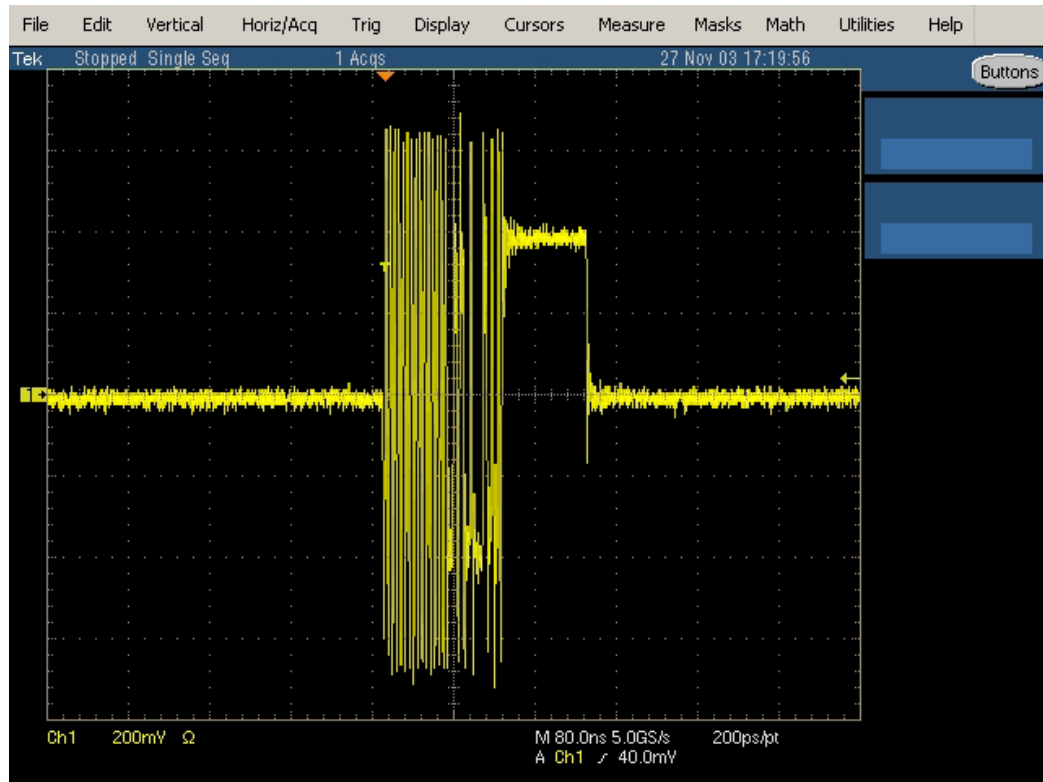 File Edit Vertical Horiz/Acq Trig Display Cursors Measure Masks Math Utilities Help
Tek Stopped Single Seq 1 Acqs 27 Nov 03 17:19:56
Buttons
T
1
Ch1 200mV Ω M 80.0ns 5.0GS/s 200ps/pt
A Ch1 ∕ 40.0mV